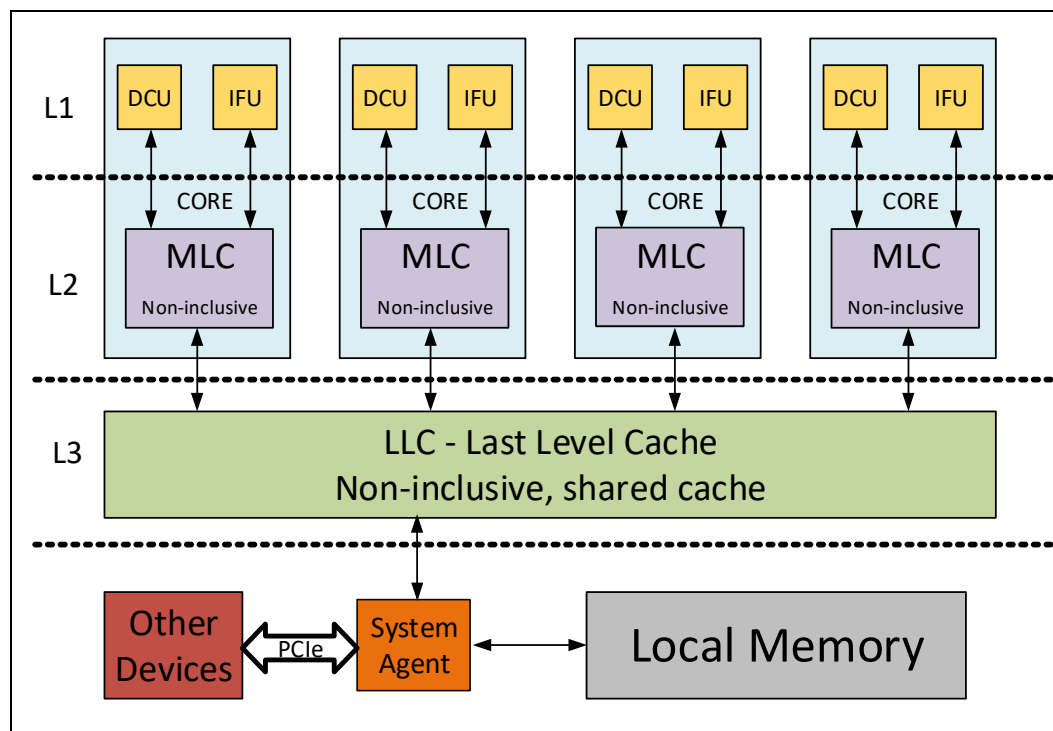 L1
DCU
IFU
DCU
IFU
DCU
IFU
DCU
IFU
CORE
CORE
CORE
CORE
L2
MLC
Non-inclusive
MLC
Non-inclusive
MLC
Non-inclusive
MLC
Non-inclusive
L3
LLC - Last Level Cache
Non-inclusive, shared cache
Other
Devices
PCIe
System
Agent
Local Memory